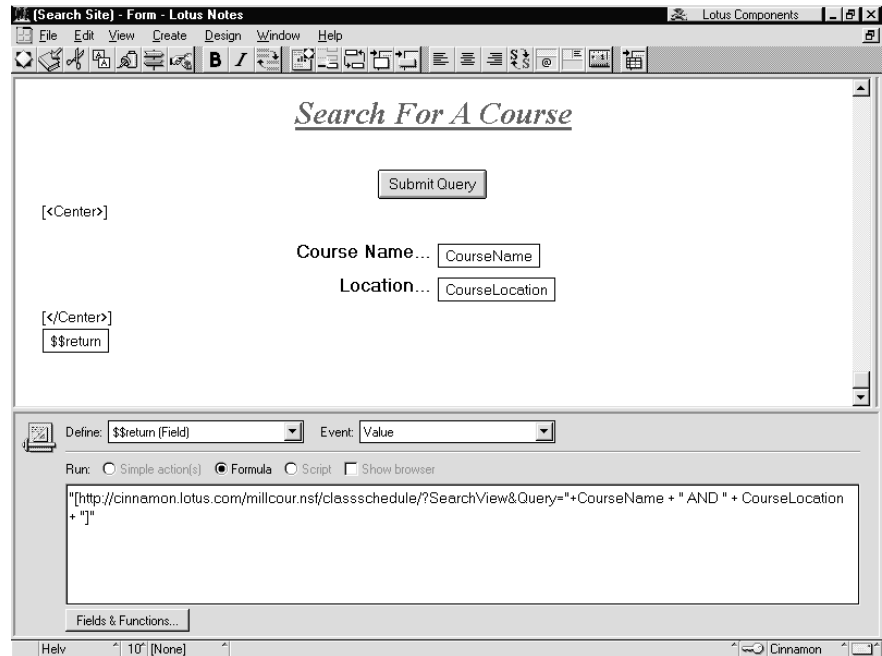 (Search Site) - Form - Lotus Notes
Lotus Components
File Edit View Create Design Window Help
B I
Search For A Course
Submit Query
[<Center>]
Course Name... CourseName
Location... CourseLocation
[</Center>]
$$return
Define: $$return (Field) Event: Value
Run: Simple action(s) Formula Script Show browser
"[http://cinnamon.lotus.com/millcour.nsf/classschedule/?SearchView&Query="+CourseName + " AND " + CourseLocation
+ "]"
Fields & Functions...
Helv 10 [None] Cinnamon